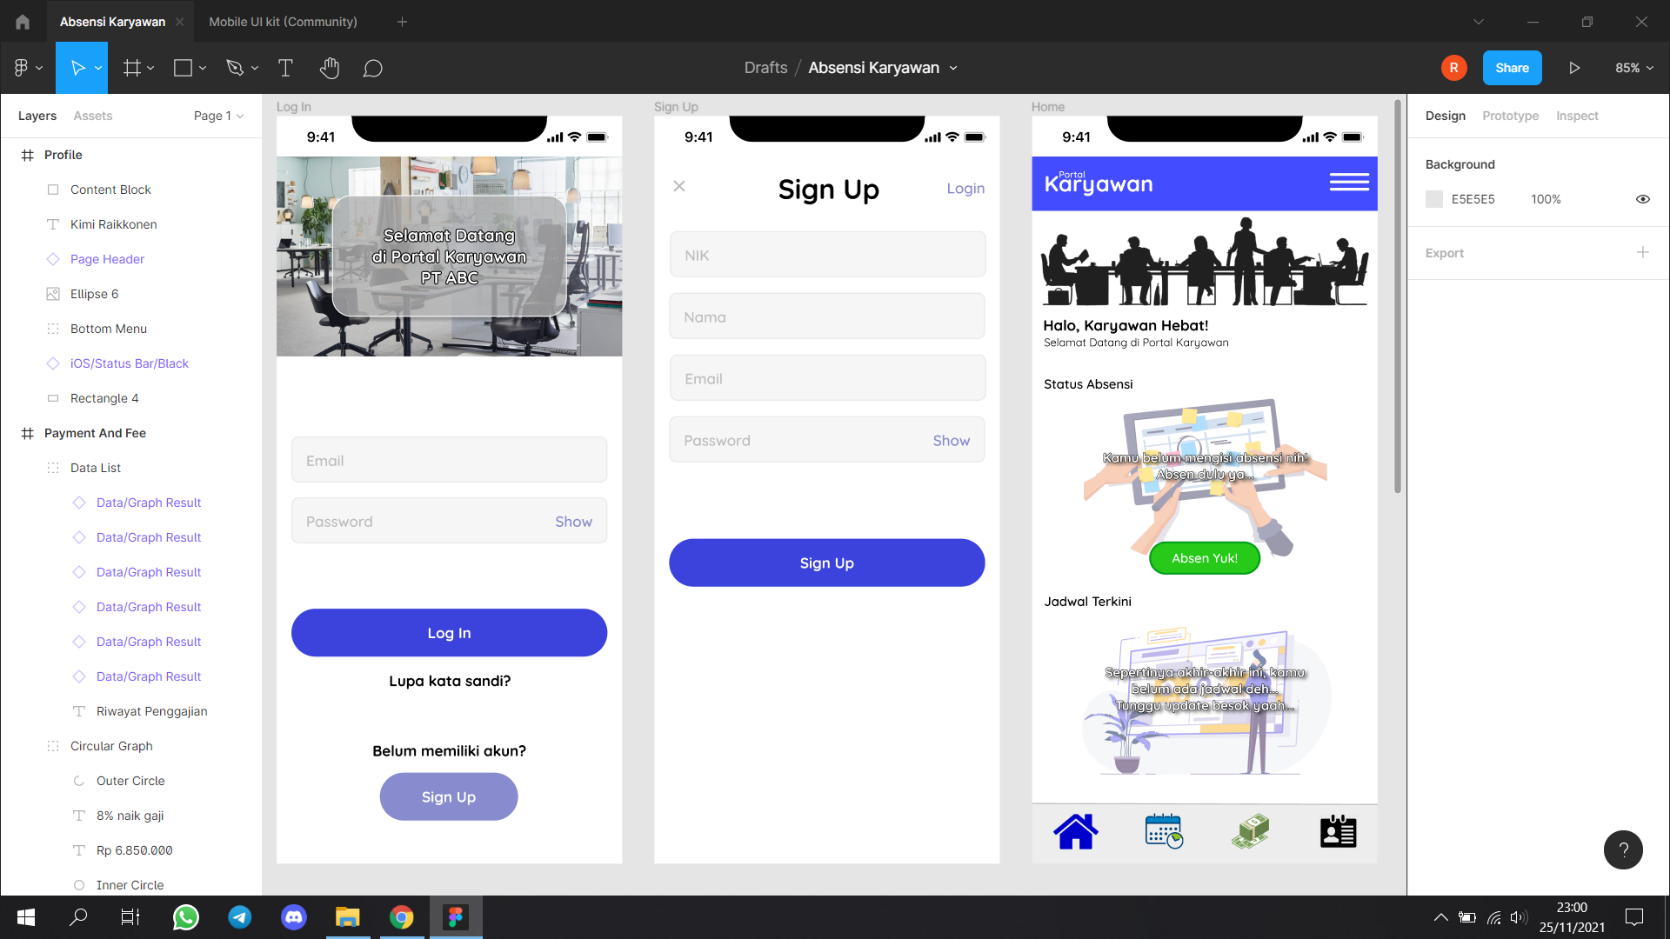 Absensi Karyawan
Mobile UI kit (Community)
Drafts / Absensi Karyawan
R
Share
85%
Layers
Assets
Page 1
Profile
Content Block
Kimi Raikkonen
Page Header
Ellipse 6
Bottom Menu
iOS/Status Bar/Black
Rectangle 4
Payment And Fee
Data List
Data/Graph Result
Data/Graph Result
Data/Graph Result
Data/Graph Result
Data/Graph Result
Data/Graph Result
Riwayat Penggajian
Circular Graph
Outer Circle
8% naik gaji
Rp 6.850.000
Inner Circle
Log In
9:41
Selamat Datang
di Portal Karyawan
PT ABC
Email
Password
Show
Log In
Lupa kata sandi?
Belum memiliki akun?
Sign Up
Sign Up
9:41
Sign Up
Login
NIK
Nama
Email
Password
Show
Sign Up
Home
9:41
Portal
Karyawan
Halo, Karyawan Hebat!
Selamat Datang di Portal Karyawan
Status Absensi
Kamu belum mengisi absensi nih!
Absen dulu ya...
Absen Yuk!
Jadwal Terkini
Sepertinya akhir-akhir ini, kamu
belum ada jadwal deh...
Tunggu update besok yaah...
Design
Prototype
Inspect
Background
E5E5E5
100%
Export
?
23:00
25/11/2021